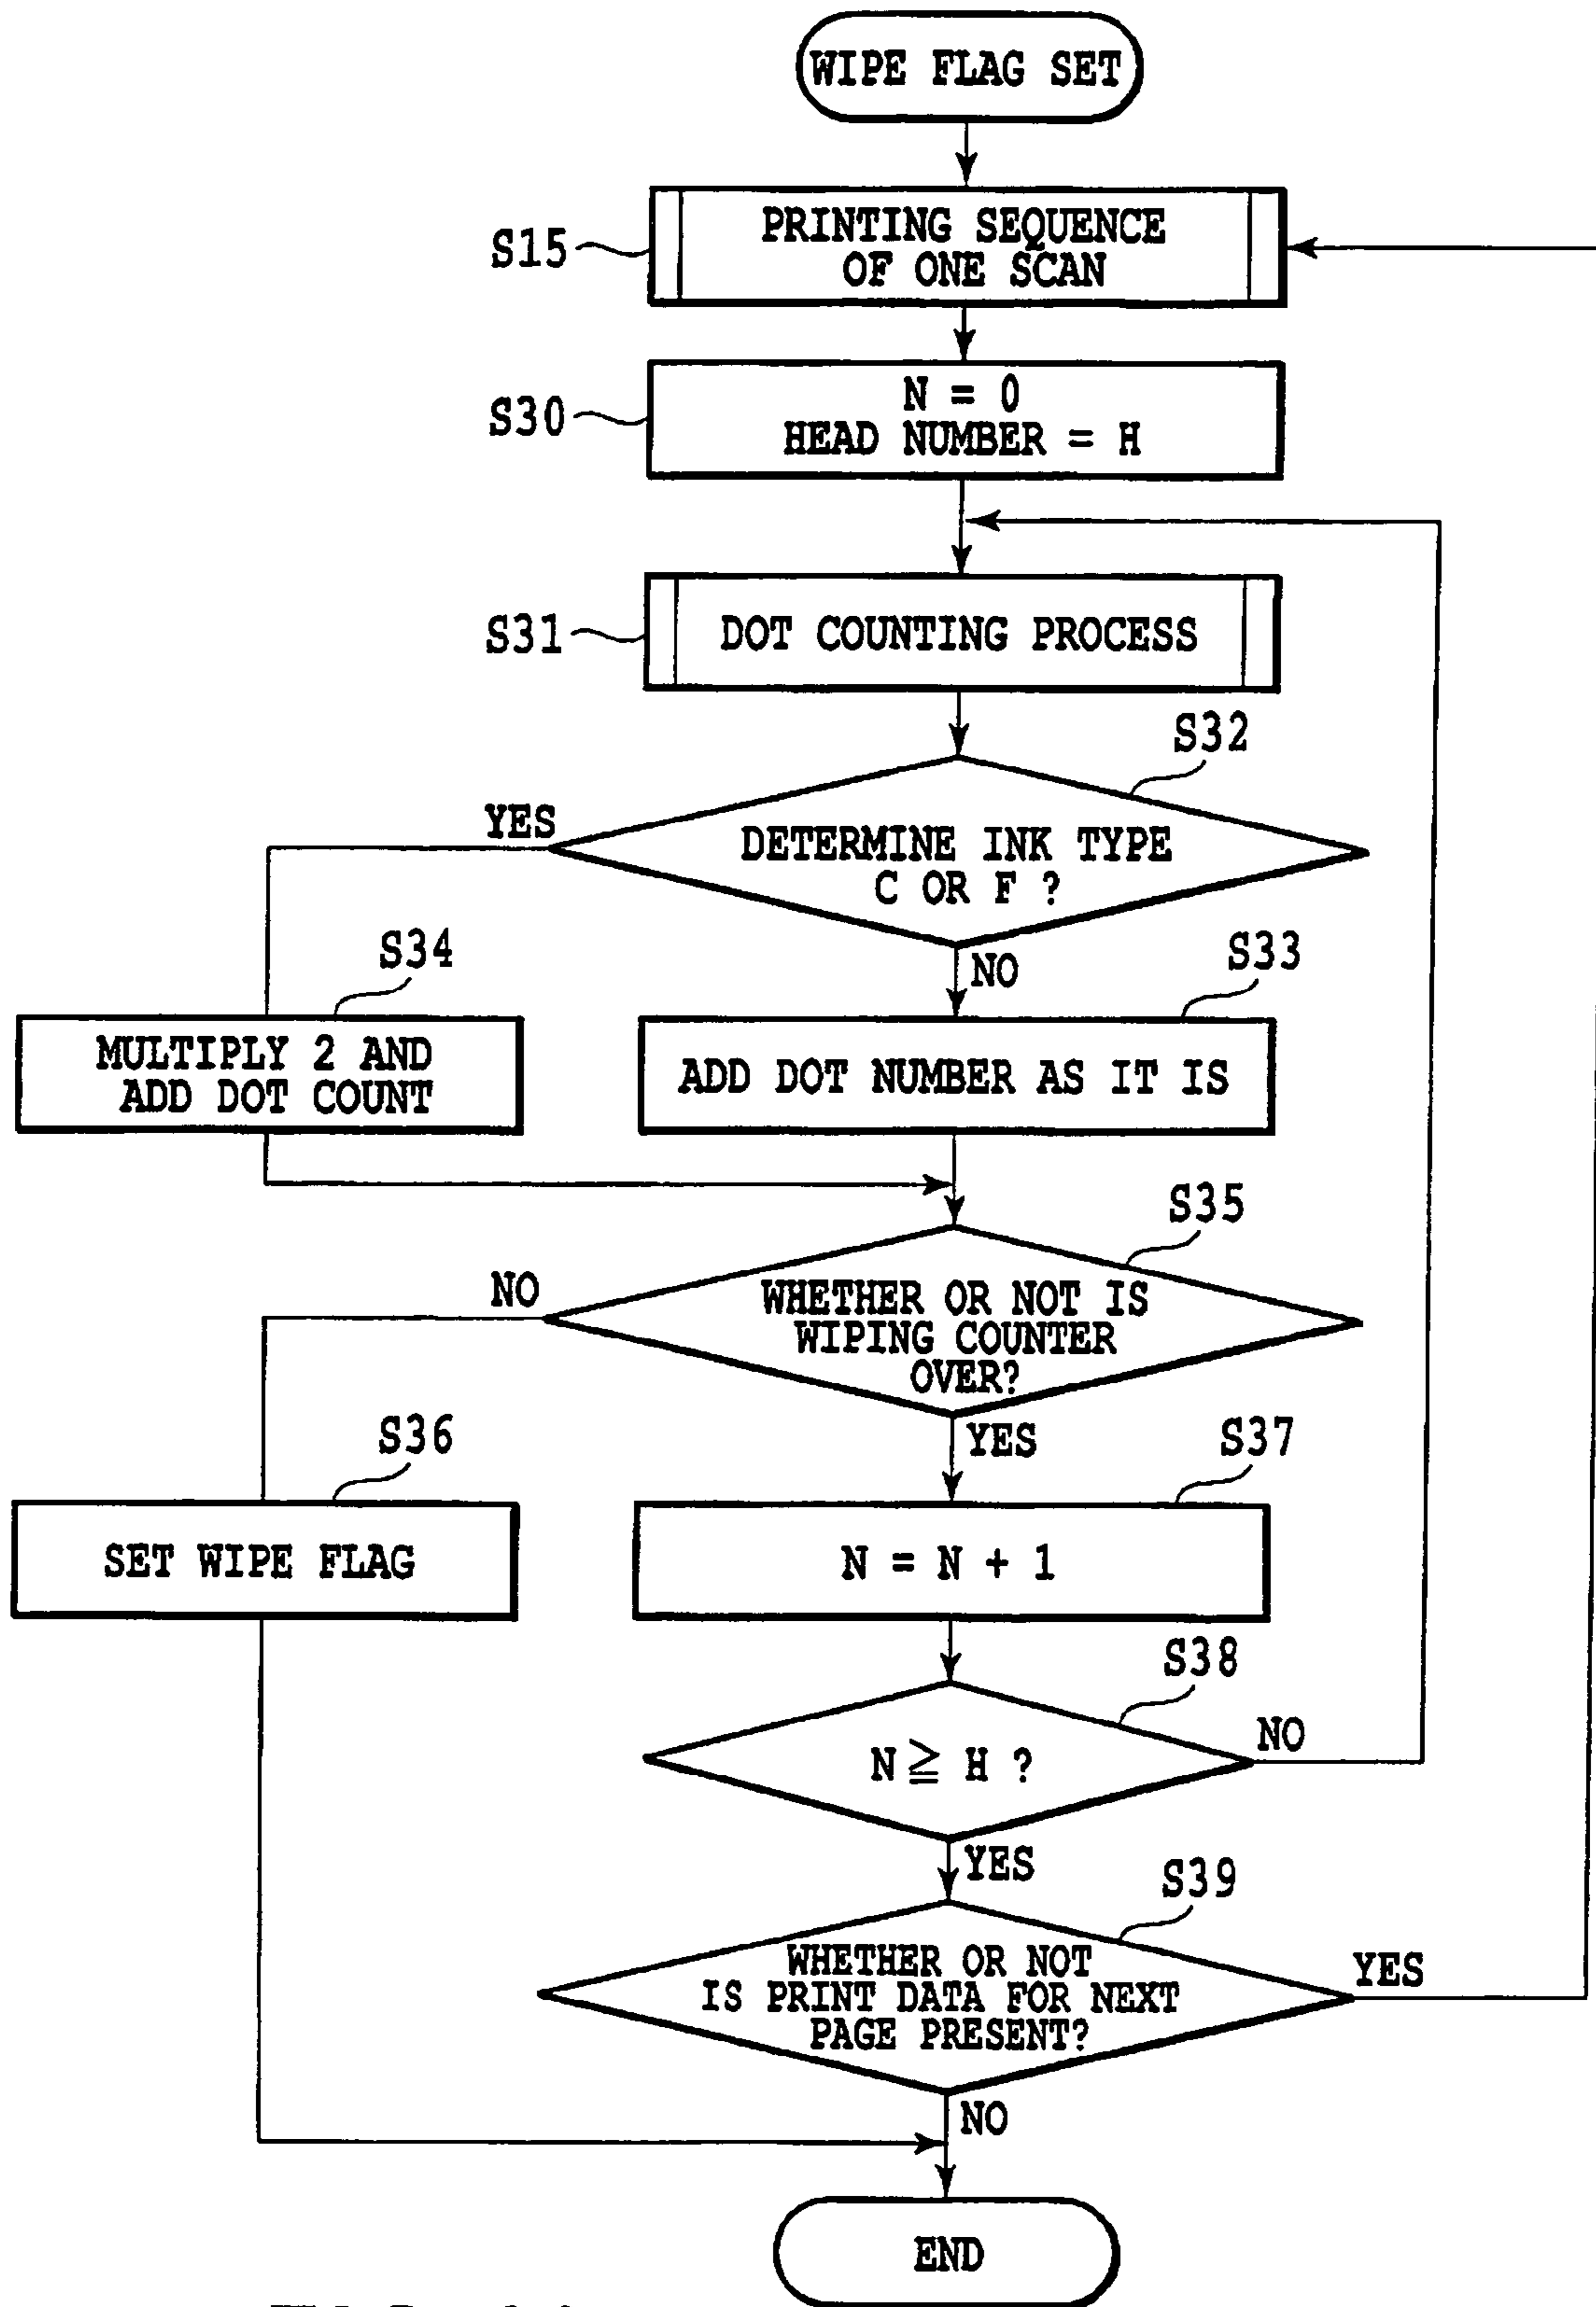 WIPE FLAG SET
S15
PRINTING SEQUENCE
OF ONE SCAN
S30
N = 0
HEAD NUMBER = H
S31
DOT COUNTING PROCESS
S32
YES
DETERMINE INK TYPE
C OR F ?
S34
NO
S33
MULTIPLY 2 AND
ADD DOT COUNT
ADD DOT NUMBER AS IT IS
S35
NO
WHETHER OR NOT IS
WIPING COUNTER
OVER?
S36
YES
S37
SET WIPE FLAG
N = N + 1
S38
N ≧ H ?
NO
YES
S39
WHETHER OR NOT
IS PRINT DATA FOR NEXT
PAGE PRESENT?
YES
NO
END